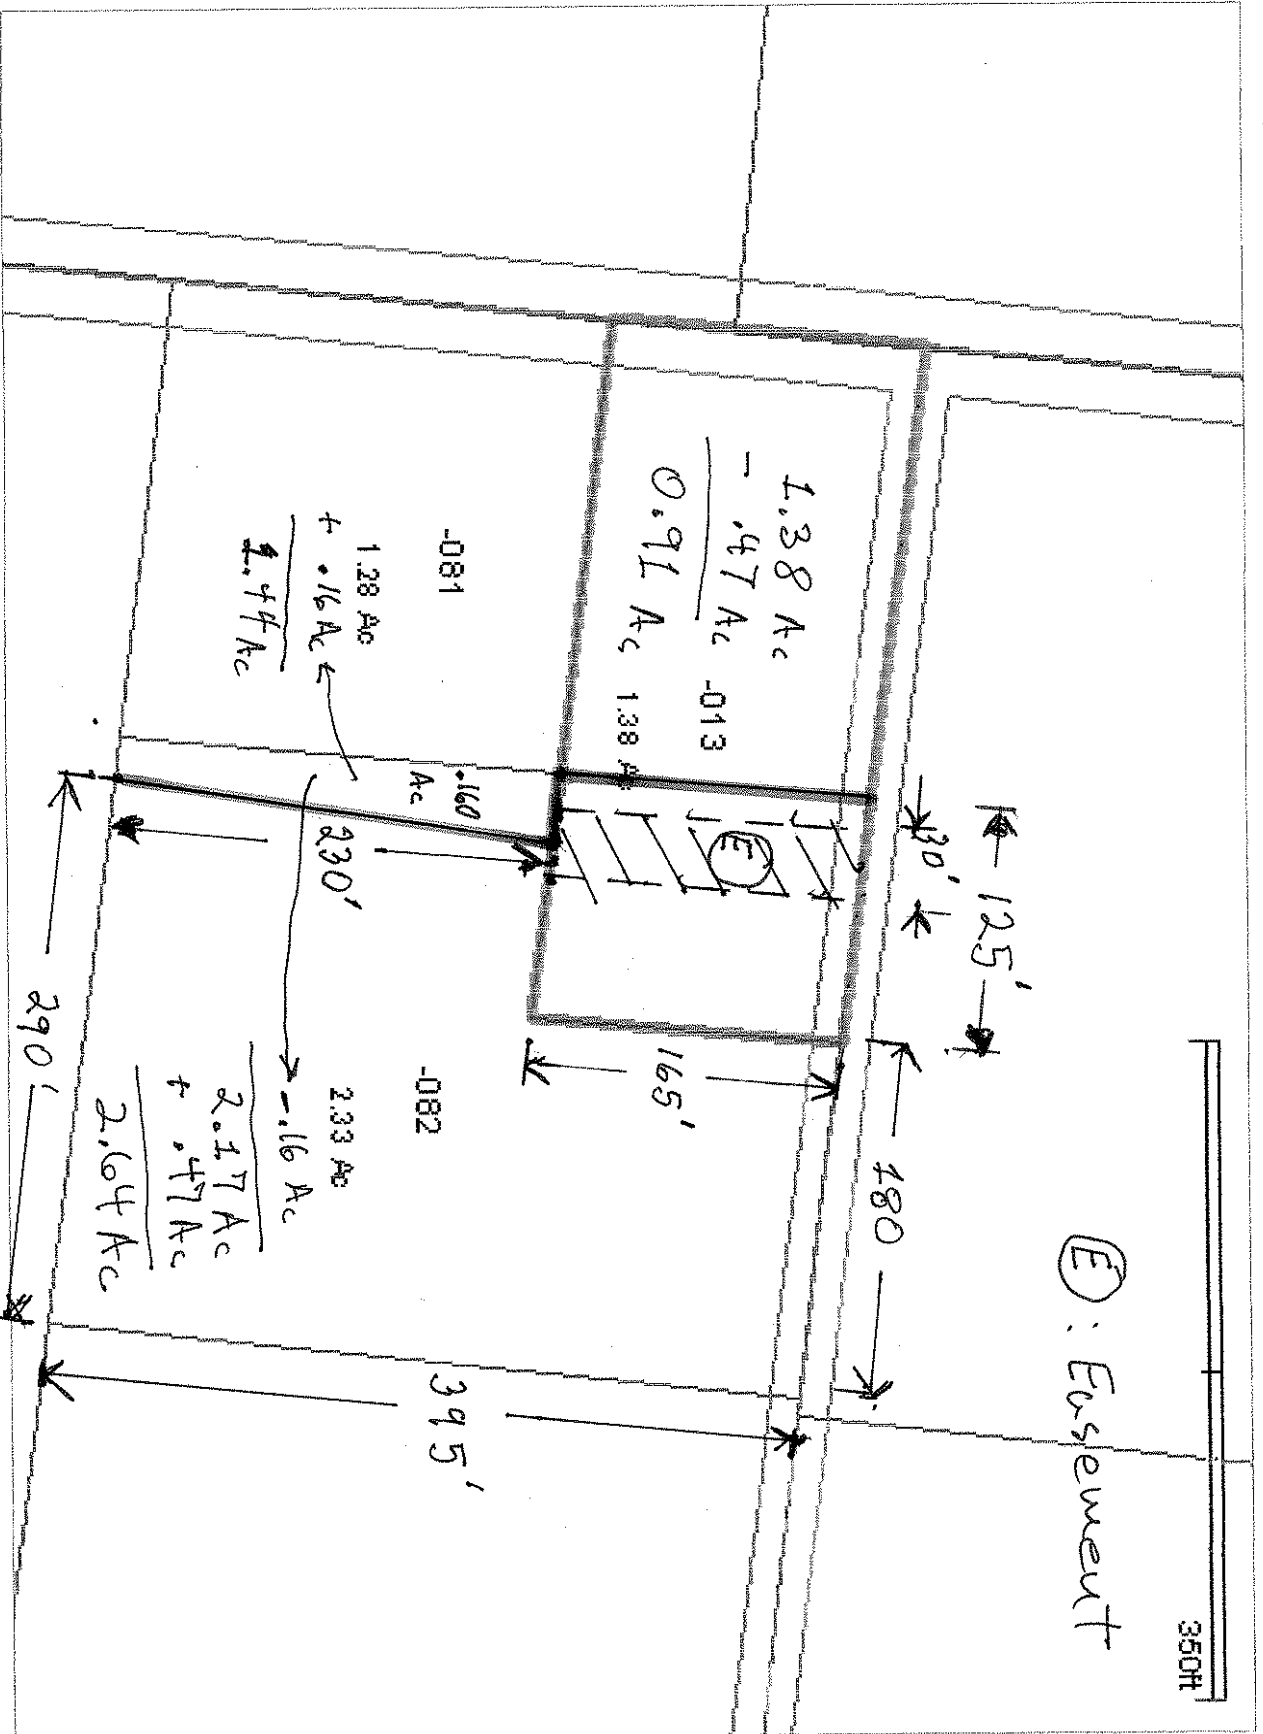 350ft
E : Easement
125'
30'
180
1.38 Ac
- .47 Ac
0.91 Ac
-013
1.38 Ac
E
165'
.160
Ac
-081
1.28 Ac
+ .16 Ac
1.44 Ac
230'
-082
2.33 Ac
-.16 Ac
2.17 Ac
+ .47 Ac
2.64 Ac
395'
290'